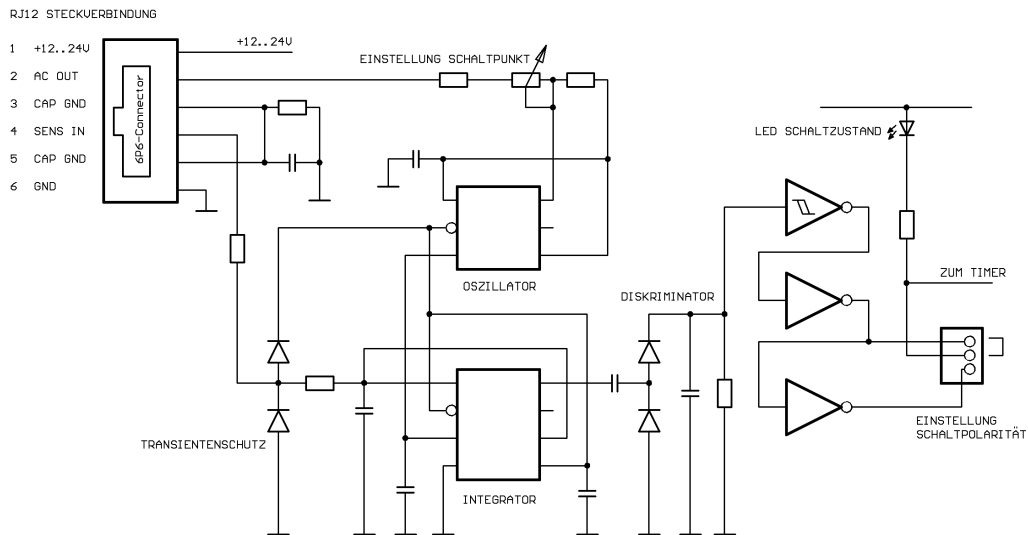 RJ12 STECKVERBINDUNG
1 +12..24V
2 AC OUT
3 CAP GND
4 SENS IN
5 CAP GND
6 GND
6P6-Connector
+12..24V
EINSTELLUNG SCHALTPUNKT
LED SCHALTZUSTAND
OSZILLATOR
ZUM TIMER
DISKRIMINATOR
TRANSIENTENSCHUTZ
INTEGRATOR
EINSTELLUNG
SCHALTPOLARITÄT